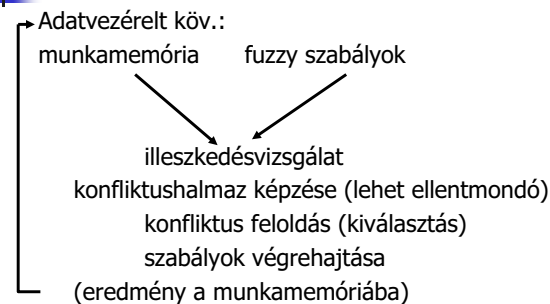 Adatvezérelt köv.:
munkamemória fuzzy szabályok
illeszkedésvizsgálat
konfliktushalmaz képzése (lehet ellentmondó)
konfliktus feloldás (kiválasztás)
szabályok végrehajtása
(eredmény a munkamemóriába)